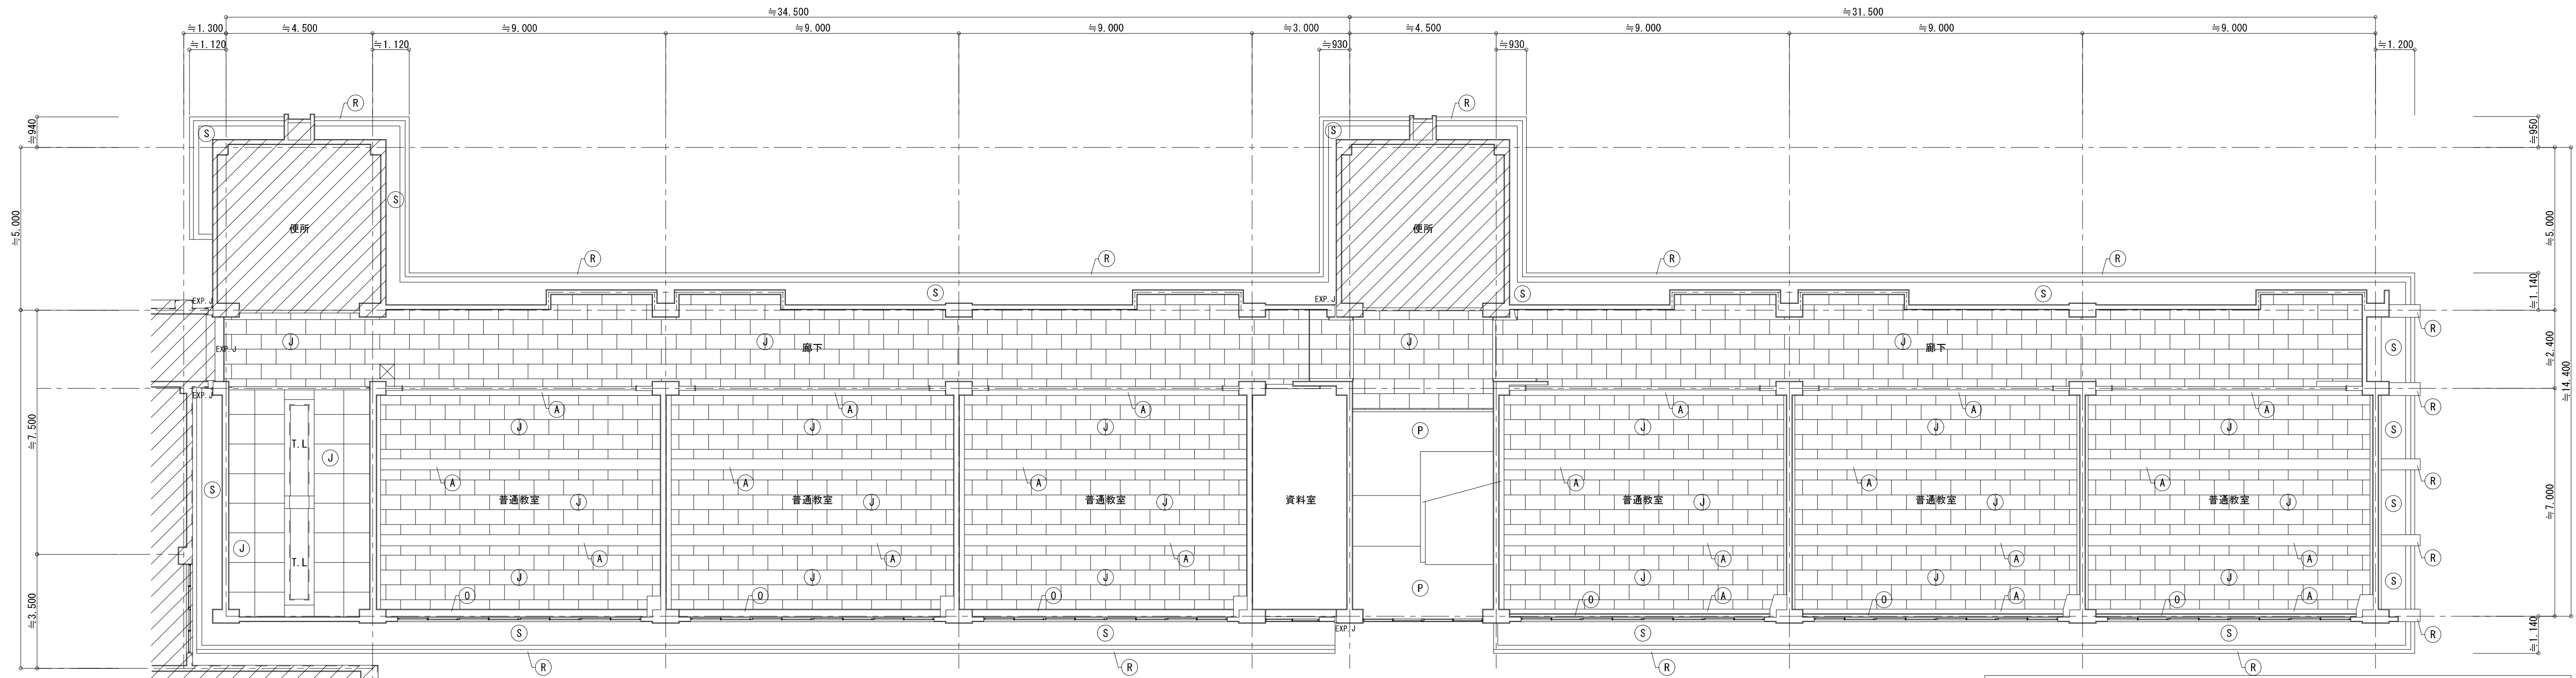 ≒34.500 ≒31.500
≒1.300 ≒4.500 ≒9.000 ≒9.000 ≒9.000 ≒3.000 ≒4.500 ≒9.000 ≒9.000 ≒9.000
≒1.120 ≒1.120 ≒930 ≒930 ≒1.200
R R
≒940 S S ≒950
S
≒5.000 便所 便所 ≒5.000
R R R R
S S S
EXP.J EXP.J ≒1.140
R
EXP.J J J 廊下 J J 廊下 S ≒2.400
≒14.400
EXP.J
A A A A A A R
≒7.500 J J J P J J J S
T.L J
A A A A A A R
S 普通教室 J 普通教室 J 普通教室 J 資料室 普通教室 J 普通教室 J 普通教室 J S ≒7.000
J T.L A A A A A A R
J J J P J J J S
≒3.500 O O O O A O A O A
S S EXP.J S S R ≒1.140
R R R R